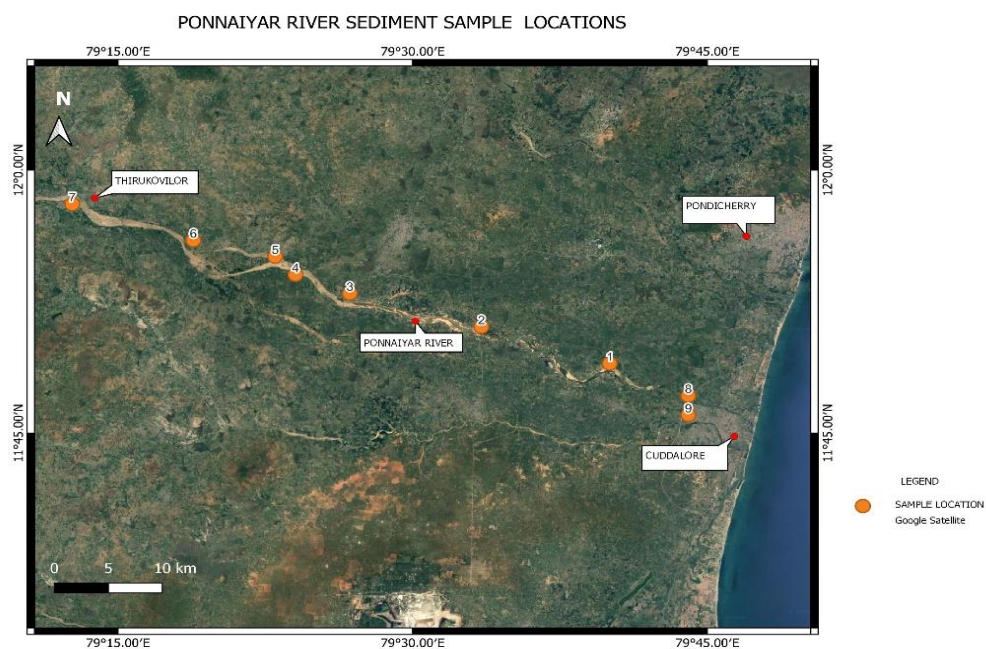 PONNAIYAR RIVER SEDIMENT SAMPLE LOCATIONS
79°15.00′E 79°30.00′E 79°45.00′E
N
12°0.00′N 12°0.00′N
THIRUKOVILOR
7
PONDICHERRY
6
5
4
3
2
PONNAIYAR RIVER
1
8
9
11°45.00′N 11°45.00′N
CUDDALORE
LEGEND
SAMPLE LOCATION
Google Satellite
0 5 10 km
79°15.00′E 79°30.00′E 79°45.00′E